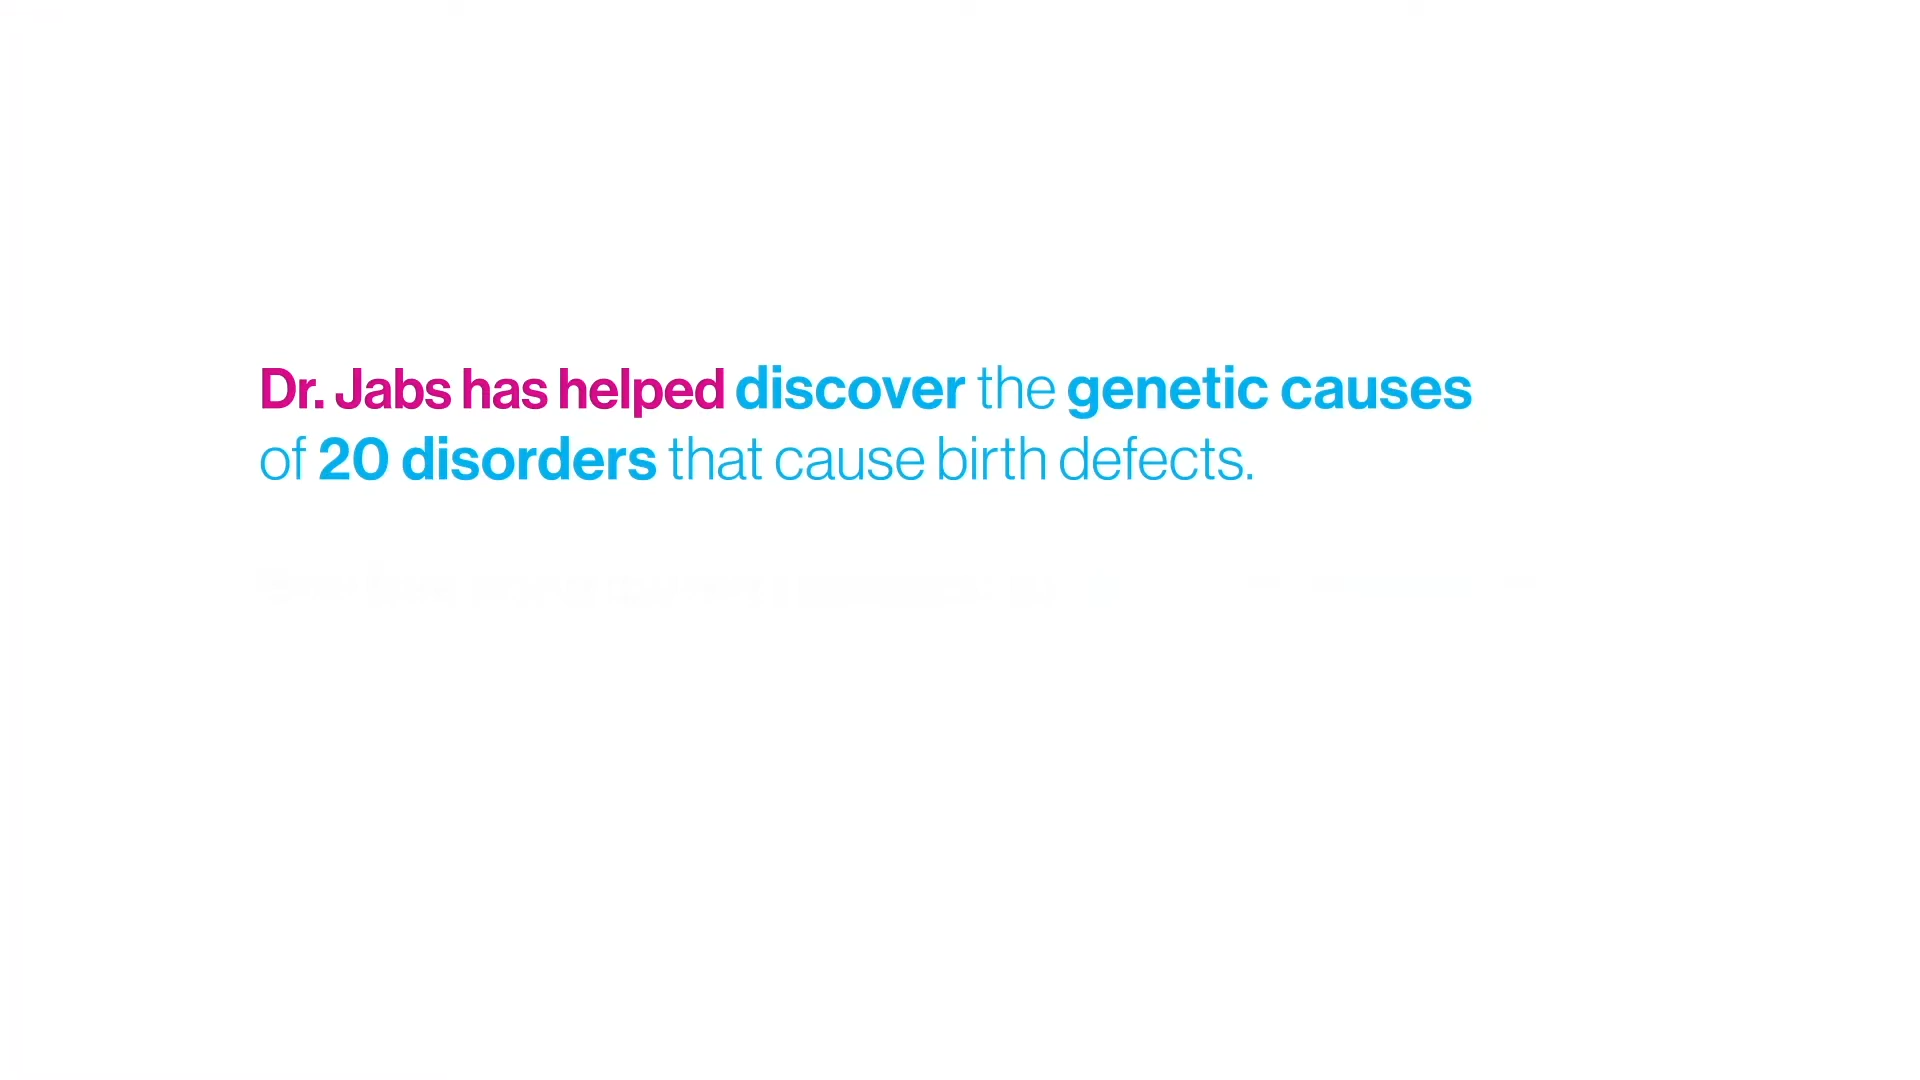 Dr. Jabs has helped discover the genetic causes
of 20 disorders that cause birth defects.